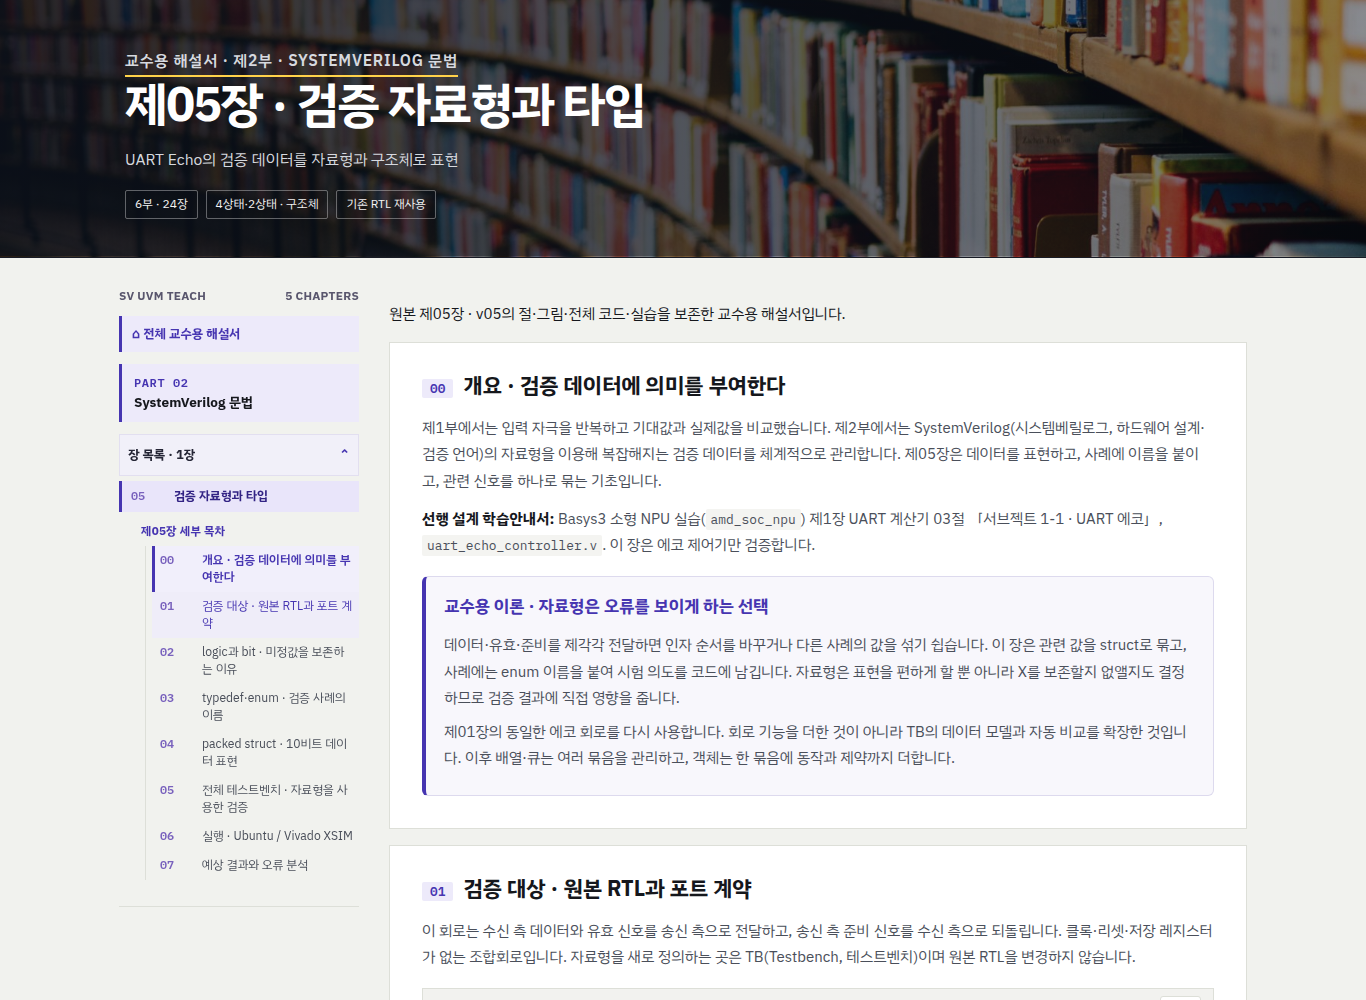 교수용 해설서 · 제2부 · SYSTEMVERILOG 문법
제05장 · 검증 자료형과 타입
UART Echo의 검증 데이터를 자료형과 구조체로 표현
6부 · 24장
4상태·2상태 · 구조체
기존 RTL 재사용
SV UVM TEACH
5 CHAPTERS
⌂ 전체 교수용 해설서
PART 02
SystemVerilog 문법
장 목록 · 1장
05 검증 자료형과 타입
제05장 세부 목차
00 개요 · 검증 데이터에 의미를 부
여한다
01 검증 대상 · 원본 RTL과 포트 계
약
02 logic과 bit · 미정값을 보존하
는 이유
03 typedef·enum · 검증 사례의
이름
04 packed struct · 10비트 데이
터 표현
05 전체 테스트벤치 · 자료형을 사
용한 검증
06 실행 · Ubuntu / Vivado XSIM
07 예상 결과와 오류 분석
원본 제05장 · v05의 절·그림·전체 코드·실습을 보존한 교수용 해설서입니다.
00 개요 · 검증 데이터에 의미를 부여한다
제1부에서는 입력 자극을 반복하고 기대값과 실제값을 비교했습니다. 제2부에서는 SystemVerilog(시스템베릴로그, 하드웨어 설계·
검증 언어)의 자료형을 이용해 복잡해지는 검증 데이터를 체계적으로 관리합니다. 제05장은 데이터를 표현하고, 사례에 이름을 붙이
고, 관련 신호를 하나로 묶는 기초입니다.
선행 설계 학습안내서: Basys3 소형 NPU 실습( amd_soc_npu ) 제1장 UART 계산기 03절 「서브젝트 1-1 · UART 에코」,
uart_echo_controller.v . 이 장은 에코 제어기만 검증합니다.
교수용 이론 · 자료형은 오류를 보이게 하는 선택
데이터·유효·준비를 제각각 전달하면 인자 순서를 바꾸거나 다른 사례의 값을 섞기 쉽습니다. 이 장은 관련 값을 struct로 묶고,
사례에는 enum 이름을 붙여 시험 의도를 코드에 남깁니다. 자료형은 표현을 편하게 할 뿐 아니라 X를 보존할지 없앨지도 결정
하므로 검증 결과에 직접 영향을 줍니다.
제01장의 동일한 에코 회로를 다시 사용합니다. 회로 기능을 더한 것이 아니라 TB의 데이터 모델과 자동 비교를 확장한 것입니
다. 이후 배열·큐는 여러 묶음을 관리하고, 객체는 한 묶음에 동작과 제약까지 더합니다.
01 검증 대상 · 원본 RTL과 포트 계약
이 회로는 수신 측 데이터와 유효 신호를 송신 측으로 전달하고, 송신 측 준비 신호를 수신 측으로 되돌립니다. 클록·리셋·저장 레지스터
가 없는 조합회로입니다. 자료형을 새로 정의하는 곳은 TB(Testbench, 테스트벤치)이며 원본 RTL을 변경하지 않습니다.